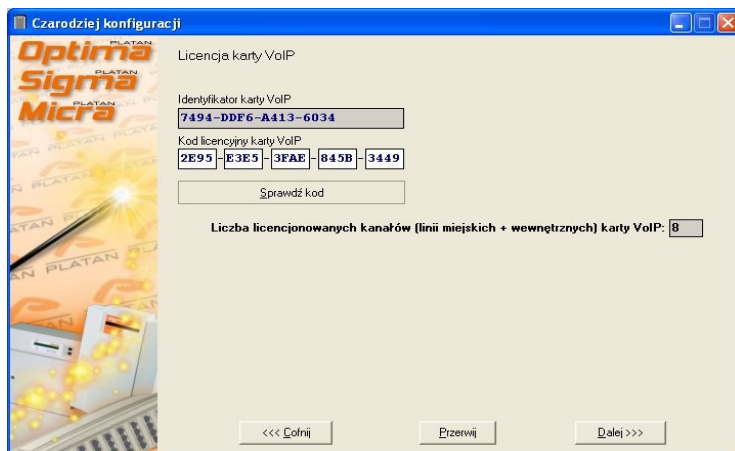 Czarodziej konfiguracji
PLATAN
Optima
PLATAN
Sigma
PLATAN
Micra
Licencja karty VoIP
Identyfikator karty VoIP
7494-DDF6-A413-6034
Kod licencyjny karty VoIP
2E95-E3E5-3FAE-845B-3449
Sprawdź kod
Liczba licencjonowanych kanałów (linii miejskich + wewnętrznych) karty VoIP: 8
PLATAN
<<< Cofnij
Przerwij
Dalej >>>